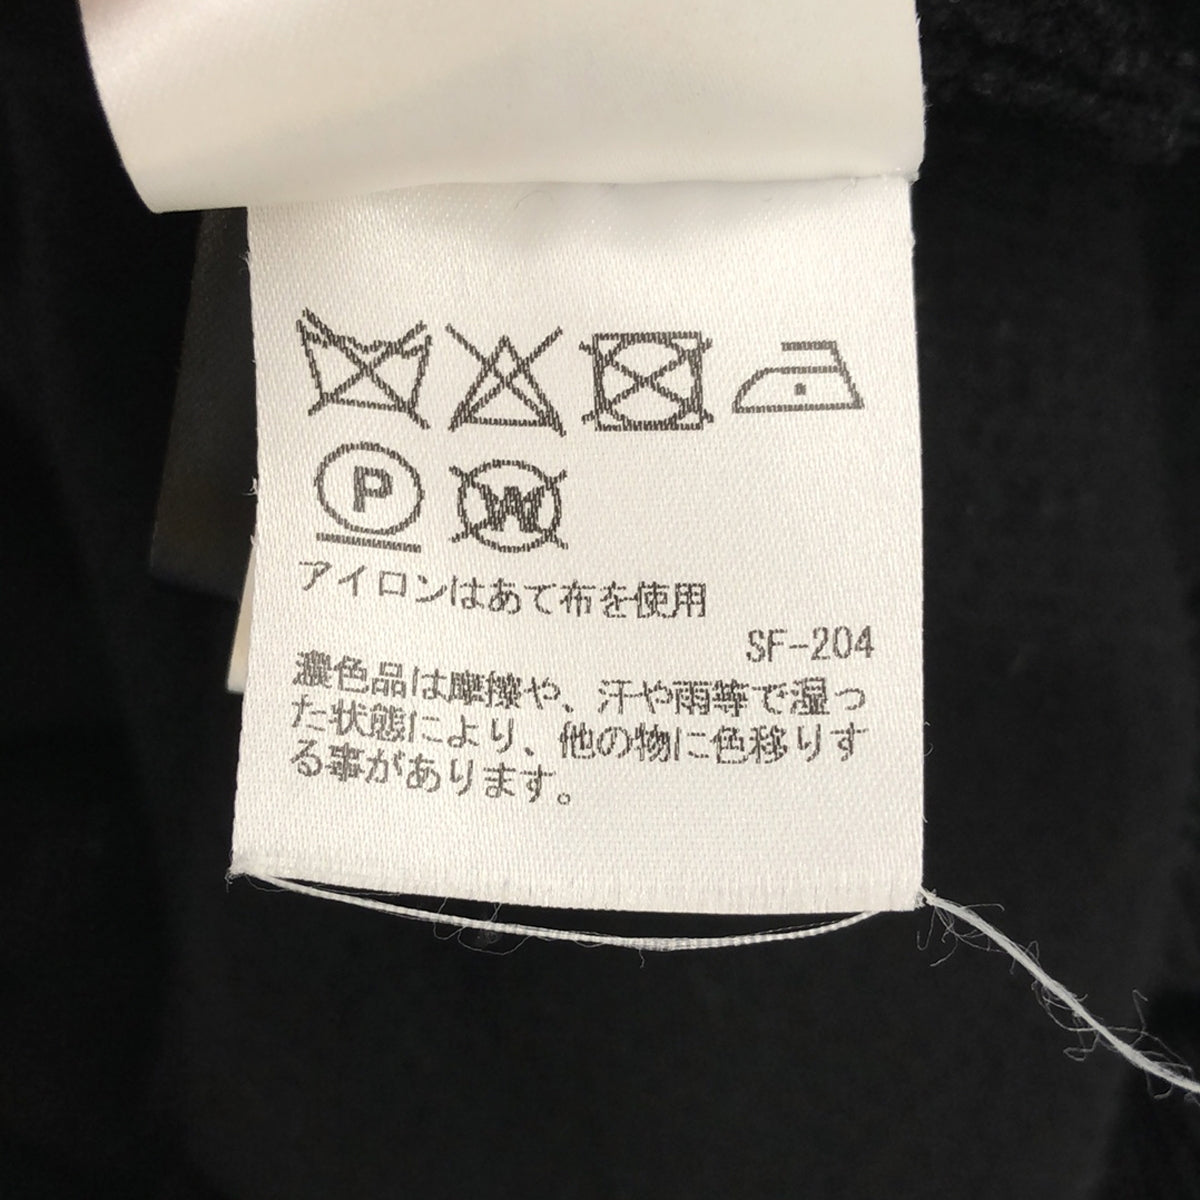 P W
アイロンはあて布を使用
SF-204
濃色品は摩擦や、汗や雨等で湿っ
た状態により、他の物に色移りす
る事があります。